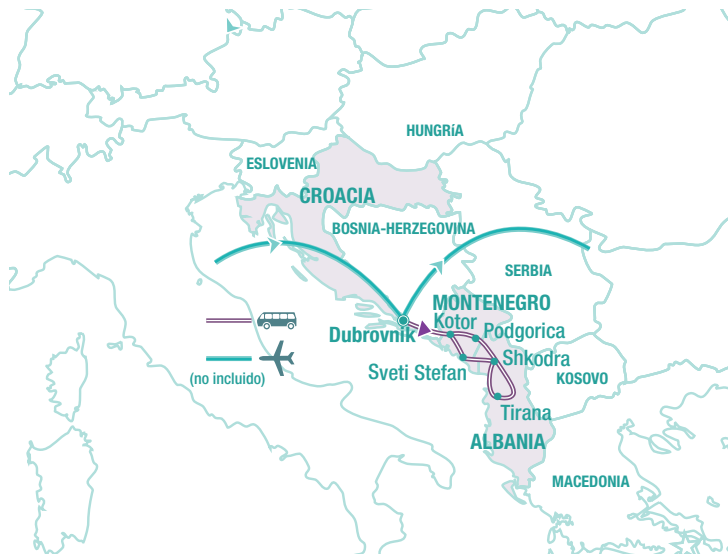 HUNGRíA
ESLOVENIA
CROACIA
BOSNIA-HERZEGOVINA
SERBIA
MONTENEGRO
Kotor
Dubrovnik
Podgorica
Shkodra
Sveti Stefan
(no incluido)
KOSOVO
Tirana
ALBANIA
MACEDONIA